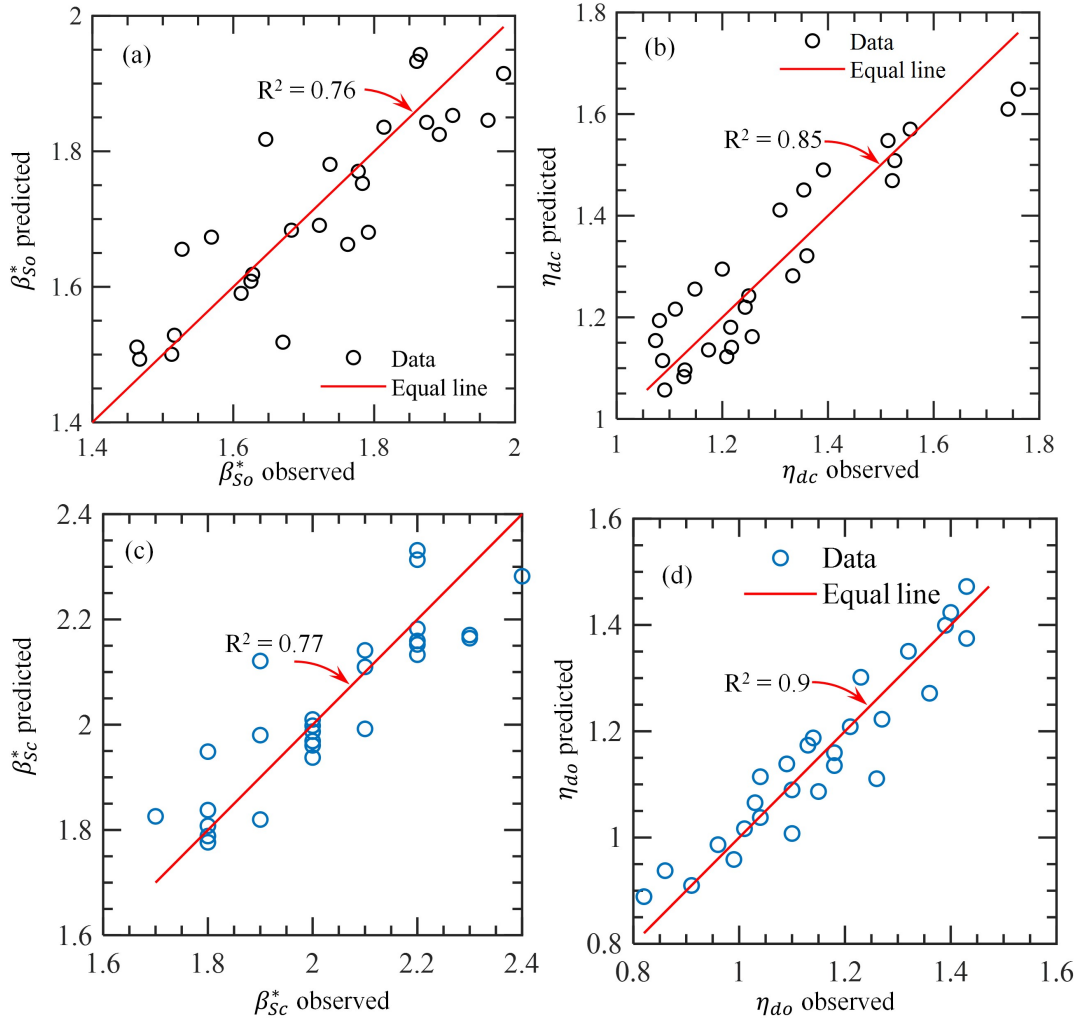 (a)
R² = 0.76
Data
Equal line
2
1.8
1.6
1.4
1.4
1.6
1.8
2
β*So predicted
β*So observed
(b)
Data
Equal line
R² = 0.85
1.8
1.6
1.4
1.2
1
1
1.2
1.4
1.6
1.8
ηdc predicted
ηdc observed
(c)
R² = 0.77
2.4
2.2
2
1.8
1.6
1.6
1.8
2
2.2
2.4
β*Sc predicted
β*Sc observed
(d)
Data
Equal line
R² = 0.9
1.6
1.4
1.2
1
0.8
0.8
1
1.2
1.4
1.6
ηdo predicted
ηdo observed